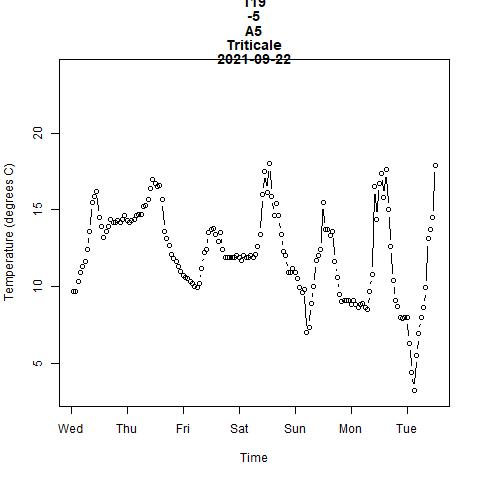 T19
-5
A5
Triticale
2021-09-22
Temperature (degrees C)
20
15
10
5
Wed Thu Fri Sat Sun Mon Tue
Time